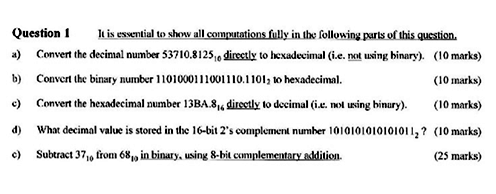 Question 1 It is essential to show all computations fully in the following parts of this question.
a) Convert the decimal number 53710.8125₁₀ directly to hexadecimal (i.e. not using binary). (10 marks)
b) Convert the binary number 1101000111001110.1101₂ to hexadecimal. (10 marks)
c) Convert the hexadecimal number 13BA.8₁₆ directly to decimal (i.e. not using binary). (10 marks)
d) What decimal value is stored in the 16-bit 2's complement number 1010101010101011₂ ? (10 marks)
e) Subtract 37₁₀ from 68₁₀ in binary, using 8-bit complementary addition. (25 marks)